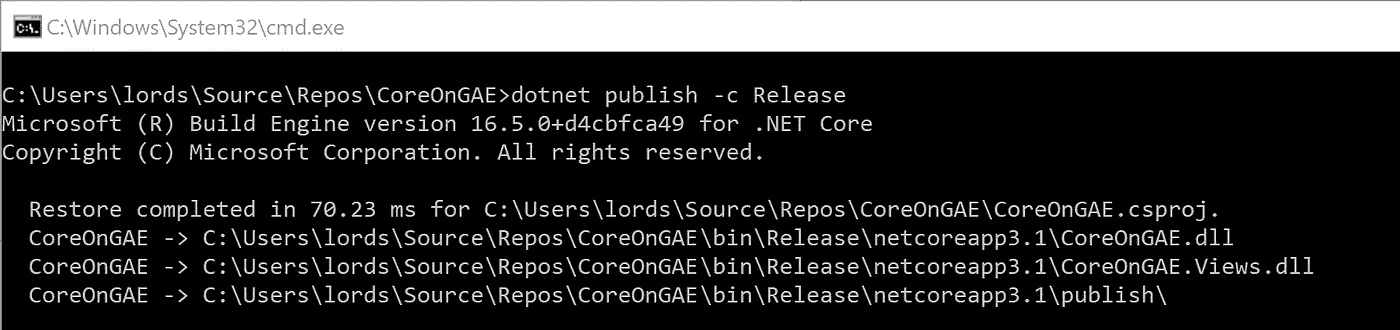 C:\Windows\System32\cmd.exe
C:\Users\lords\Source\Repos\CoreOnGAE>dotnet publish -c Release
Microsoft (R) Build Engine version 16.5.0+d4cbfca49 for .NET Core
Copyright (C) Microsoft Corporation. All rights reserved.
Restore completed in 70.23 ms for C:\Users\lords\Source\Repos\CoreOnGAE\CoreOnGAE.csproj.
CoreOnGAE -> C:\Users\lords\Source\Repos\CoreOnGAE\bin\Release\netcoreapp3.1\CoreOnGAE.dll
CoreOnGAE -> C:\Users\lords\Source\Repos\CoreOnGAE\bin\Release\netcoreapp3.1\CoreOnGAE.Views.dll
CoreOnGAE -> C:\Users\lords\Source\Repos\CoreOnGAE\bin\Release\netcoreapp3.1\publish\